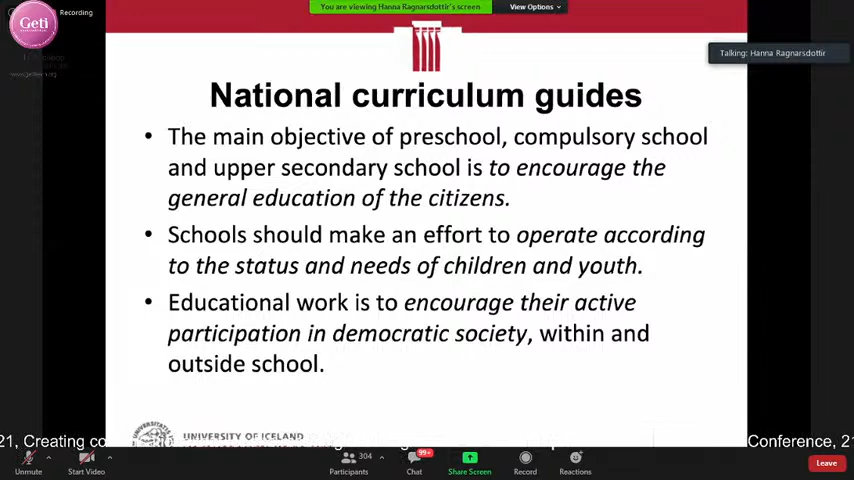 Geti
Recording
You are viewing Hanna Ragnarsdottir's screen
View Options
Talking: Hanna Ragnarsdottir
National curriculum guides
• The main objective of preschool, compulsory school
and upper secondary school is to encourage the
general education of the citizens.
• Schools should make an effort to operate according
to the status and needs of children and youth.
• Educational work is to encourage their active
participation in democratic society, within and
outside school.
UNIVERSITY OF ICELAND
21, Creating
Conference, 21
Unmute
Start Video
304
Participants
99+
Chat
Share Screen
Record
Reactions
Leave